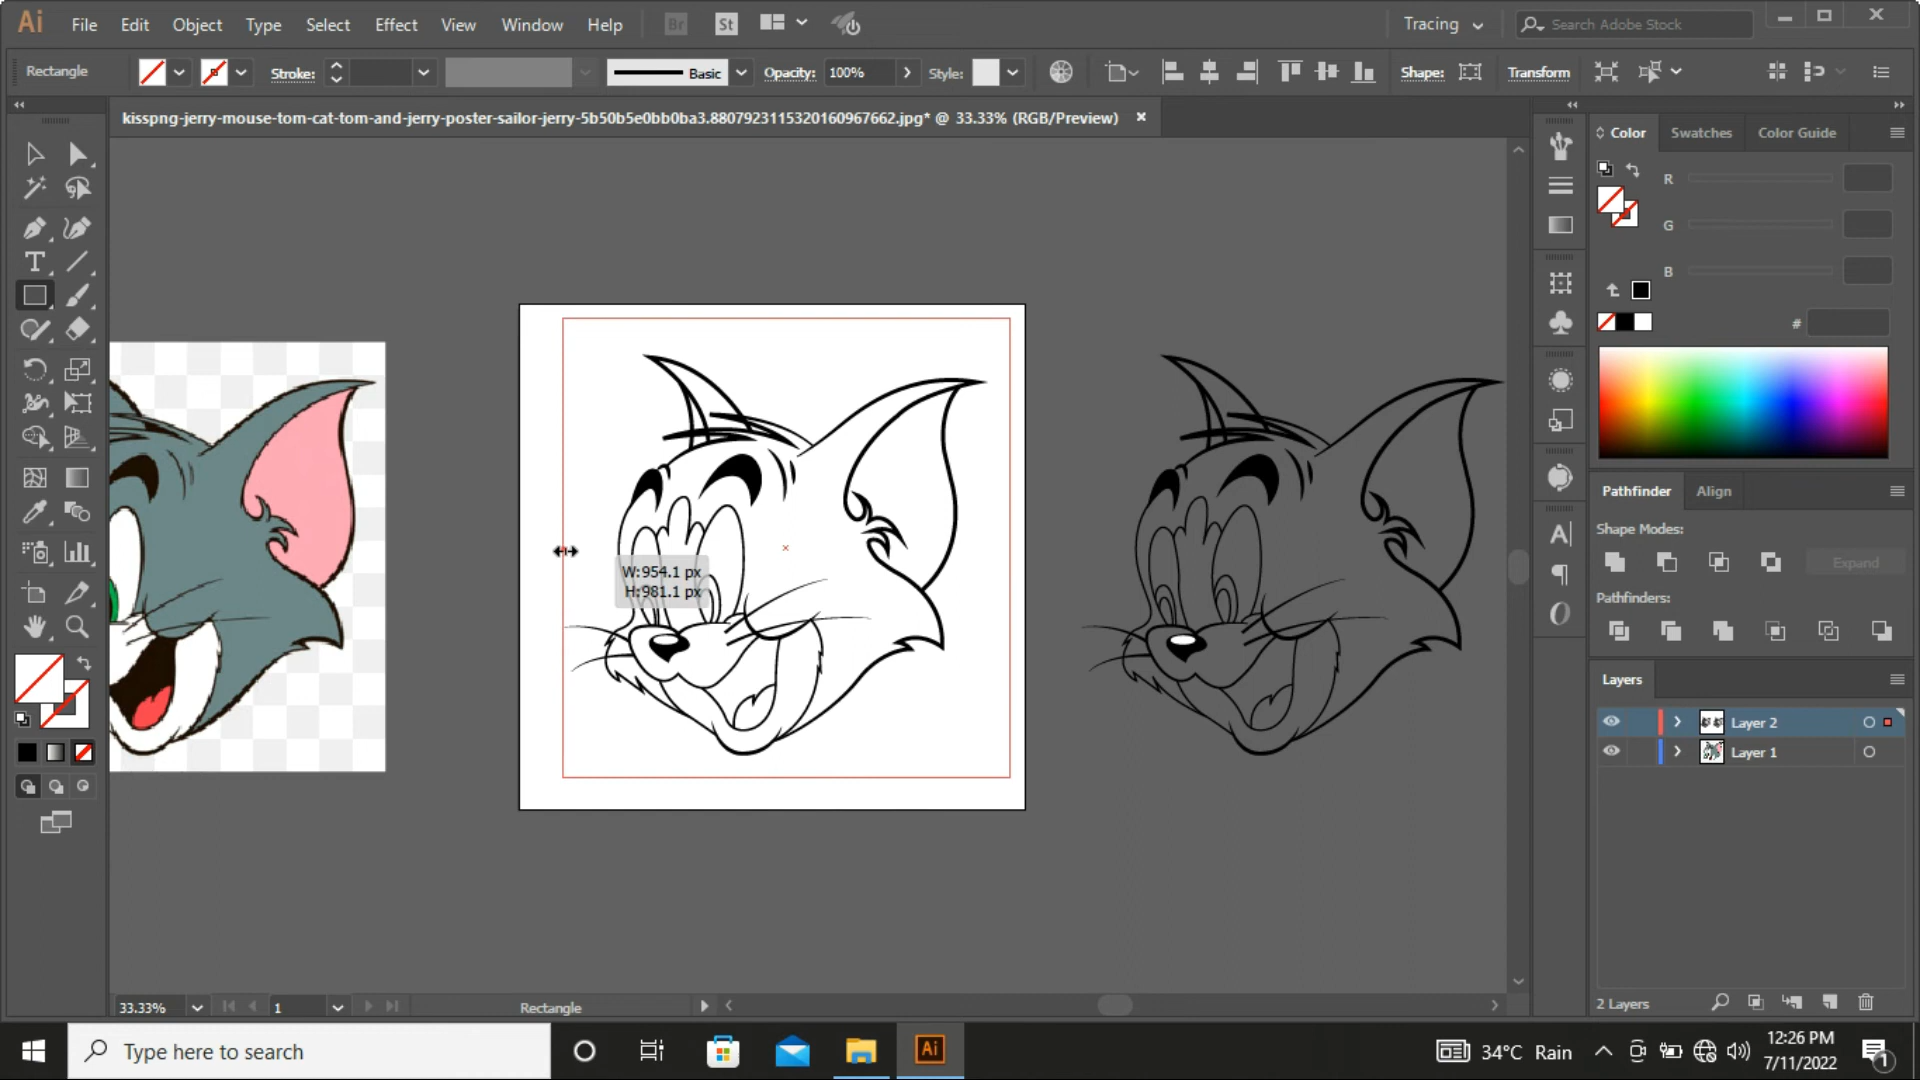 Ai File Edit Object Type Select Effect View Window Help Br St Tracing Search Adobe Stock
Rectangle Stroke: Basic Opacity: 100% Style: Shape: Transform
kisspng-jerry-mouse-tom-cat-tom-and-jerry-poster-sailor-jerry-5b50b5e0bb0ba3.8807923115320160967662.jpg* @ 33.33% (RGB/Preview)
Color Swatches Color Guide
R
G
B
#
Pathfinder Align
Shape Modes:
Expand
Pathfinders:
W:954.1 px
H:981.1 px
Layers
Layer 2
Layer 1
2 Layers
33.33% 1 Rectangle
Type here to search
Ai
34°C Rain
12:26 PM
7/11/2022
1